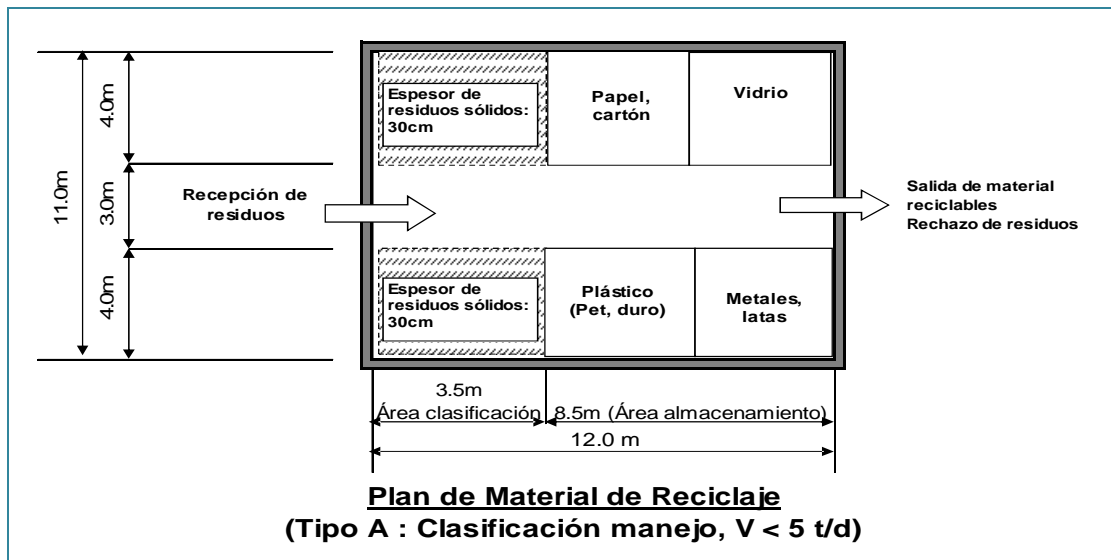 11.0m
4.0m
3.0m
4.0m
Recepción de
residuos
Espesor de
residuos sólidos:
30cm
Papel,
cartón
Vidrio
Salida de material
reciclables
Rechazo de residuos
Espesor de
residuos sólidos:
30cm
Plástico
(Pet, duro)
Metales,
latas
3.5m
Área clasificación
8.5m (Área almacenamiento)
12.0 m
Plan de Material de Reciclaje
(Tipo A : Clasificación manejo, V < 5 t/d)